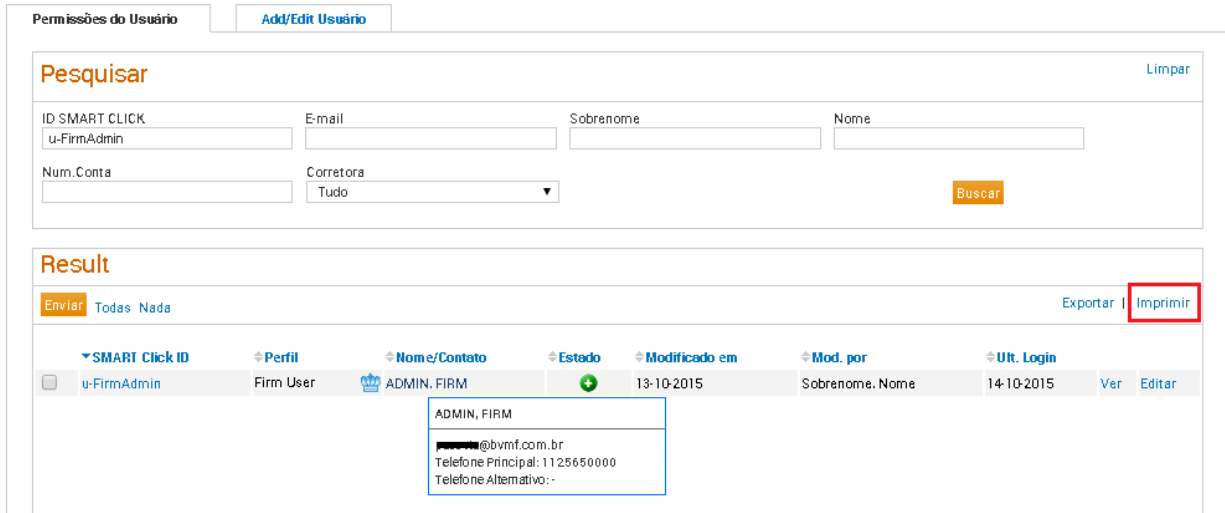 Permissões do Usuário Add/Edit Usuário
Pesquisar Limpar
ID SMART CLICK E-mail Sobrenome Nome
u-FirmAdmin
Num.Conta Corretora
Tudo Buscar
Result
Enviar Todas Nada Exportar | Imprimir
SMART Click ID Perfil Nome/Contato Estado Modificado em Mod. por Ult. Login
u-FirmAdmin Firm User ADMIN, FIRM 13-10-2015 Sobrenome, Nome 14-10-2015 Ver Editar
ADMIN, FIRM
@bvmf.com.br
Telefone Principal: 1125650000
Telefone Alternativo: -